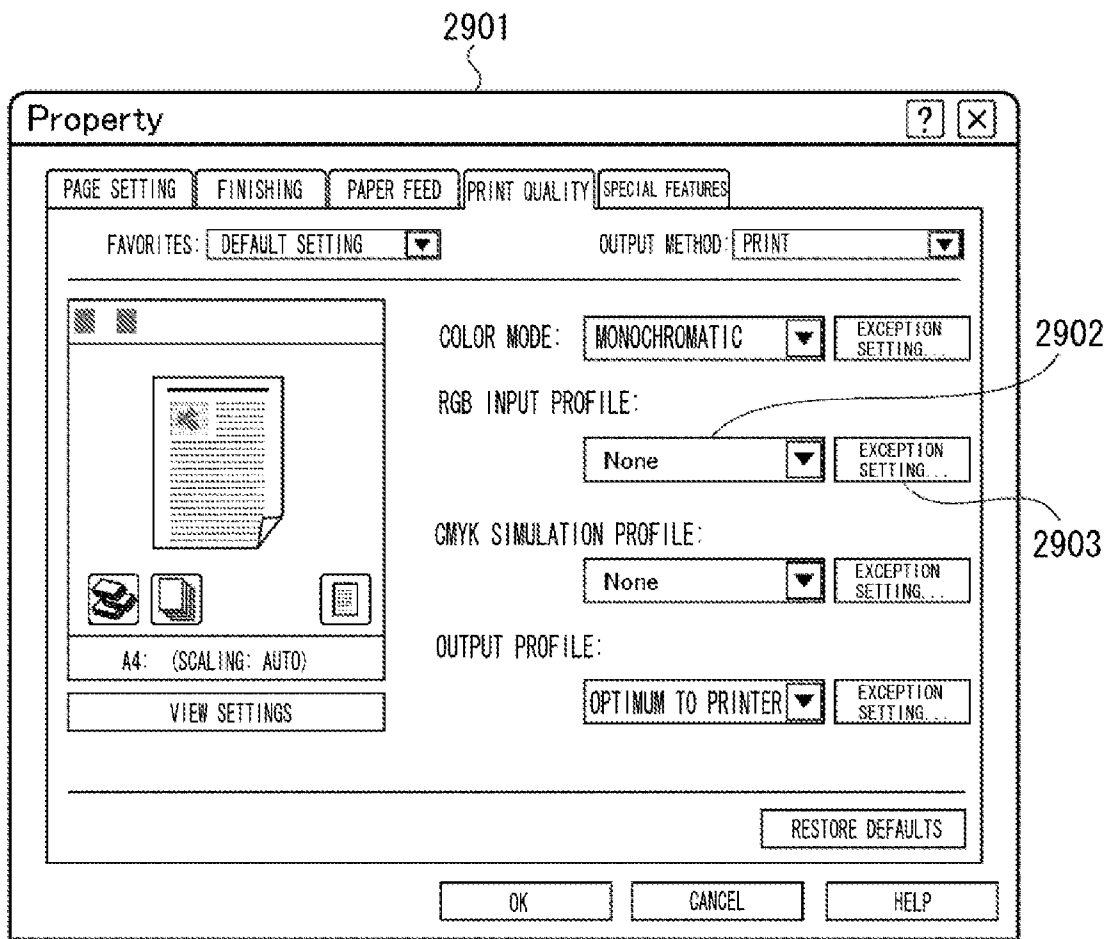 2901
Property ? ×
PAGE SETTING FINISHING PAPER FEED PRINT QUALITY SPECIAL FEATURES
FAVORITES: DEFAULT SETTING OUTPUT METHOD: PRINT
COLOR MODE: MONOCHROMATIC EXCEPTION
SETTING...
2902
RGB INPUT PROFILE:
None EXCEPTION
SETTING...
2903
CMYK SIMULATION PROFILE:
None EXCEPTION
SETTING...
OUTPUT PROFILE:
A4: (SCALING: AUTO)
OPTIMUM TO PRINTER EXCEPTION
SETTING...
VIEW SETTINGS
RESTORE DEFAULTS
OK CANCEL HELP